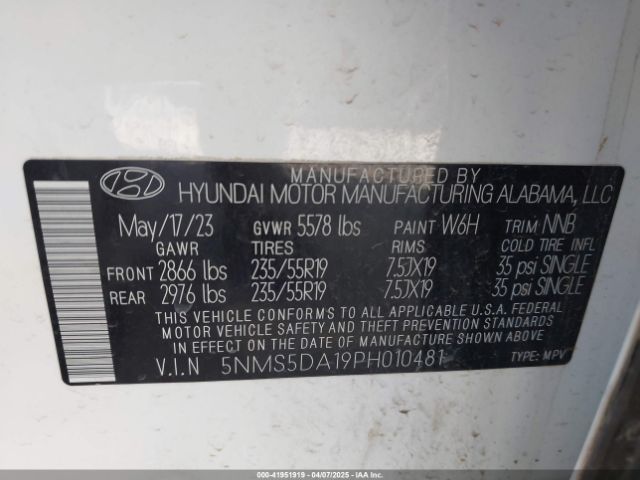 MANUFACTURED BY
HYUNDAI MOTOR MANUFACTURING ALABAMA, LLC
May/17/23 GVWR 5578 lbs PAINT W6H TRIM NNB
GAWR TIRES RIMS COLD TIRE INFL
FRONT 2866 lbs 235/55R19 7.5JX19 35 psi SINGLE
REAR 2976 lbs 235/55R19 7.5JX19 35 psi SINGLE
THIS VEHICLE CONFORMS TO ALL APPLICABLE U.S.A. FEDERAL
MOTOR VEHICLE SAFETY AND THEFT PREVENTION STANDARDS
IN EFFECT ON THE DATE OF MANUFACTURE SHOWN ABOVE.
V.I.N 5NMS5DA19PH010481 TYPE: MPV
000-41951919 - 04/07/2025 - IAA Inc. Copyright